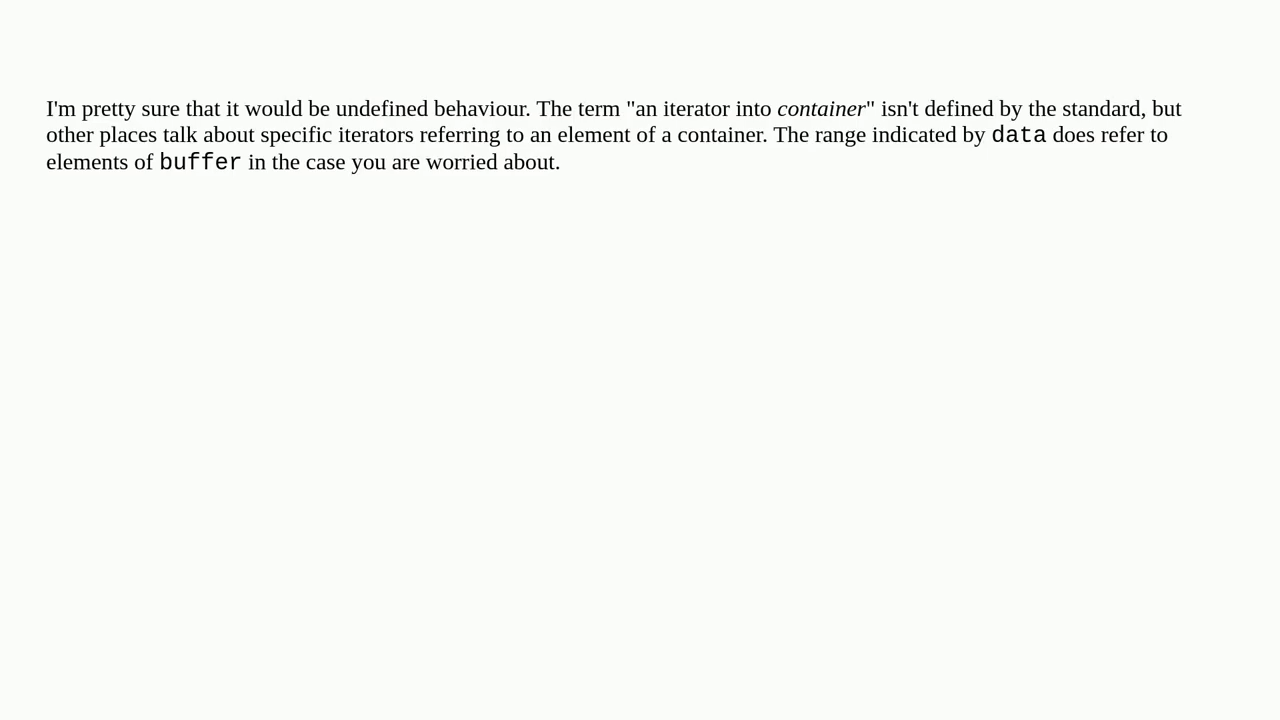 I'm pretty sure that it would be undefined behaviour. The term "an iterator into container" isn't defined by the standard, but
other places talk about specific iterators referring to an element of a container. The range indicated by data does refer to
elements of buffer in the case you are worried about.